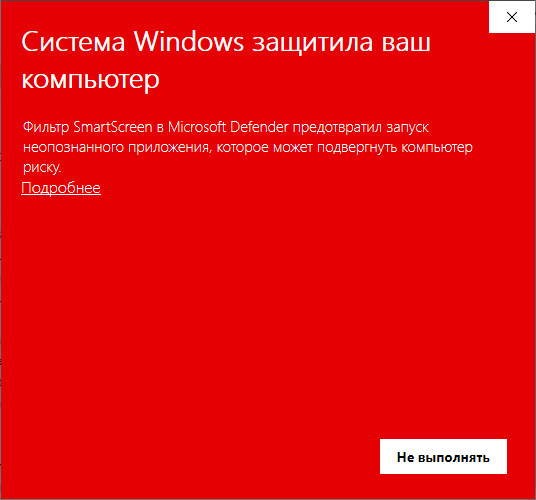 Система Windows защитила ваш
компьютер
Фильтр SmartScreen в Microsoft Defender предотвратил запуск
неопознанного приложения, которое может подвергнуть компьютер
риску.
Подробнее
Не выполнять